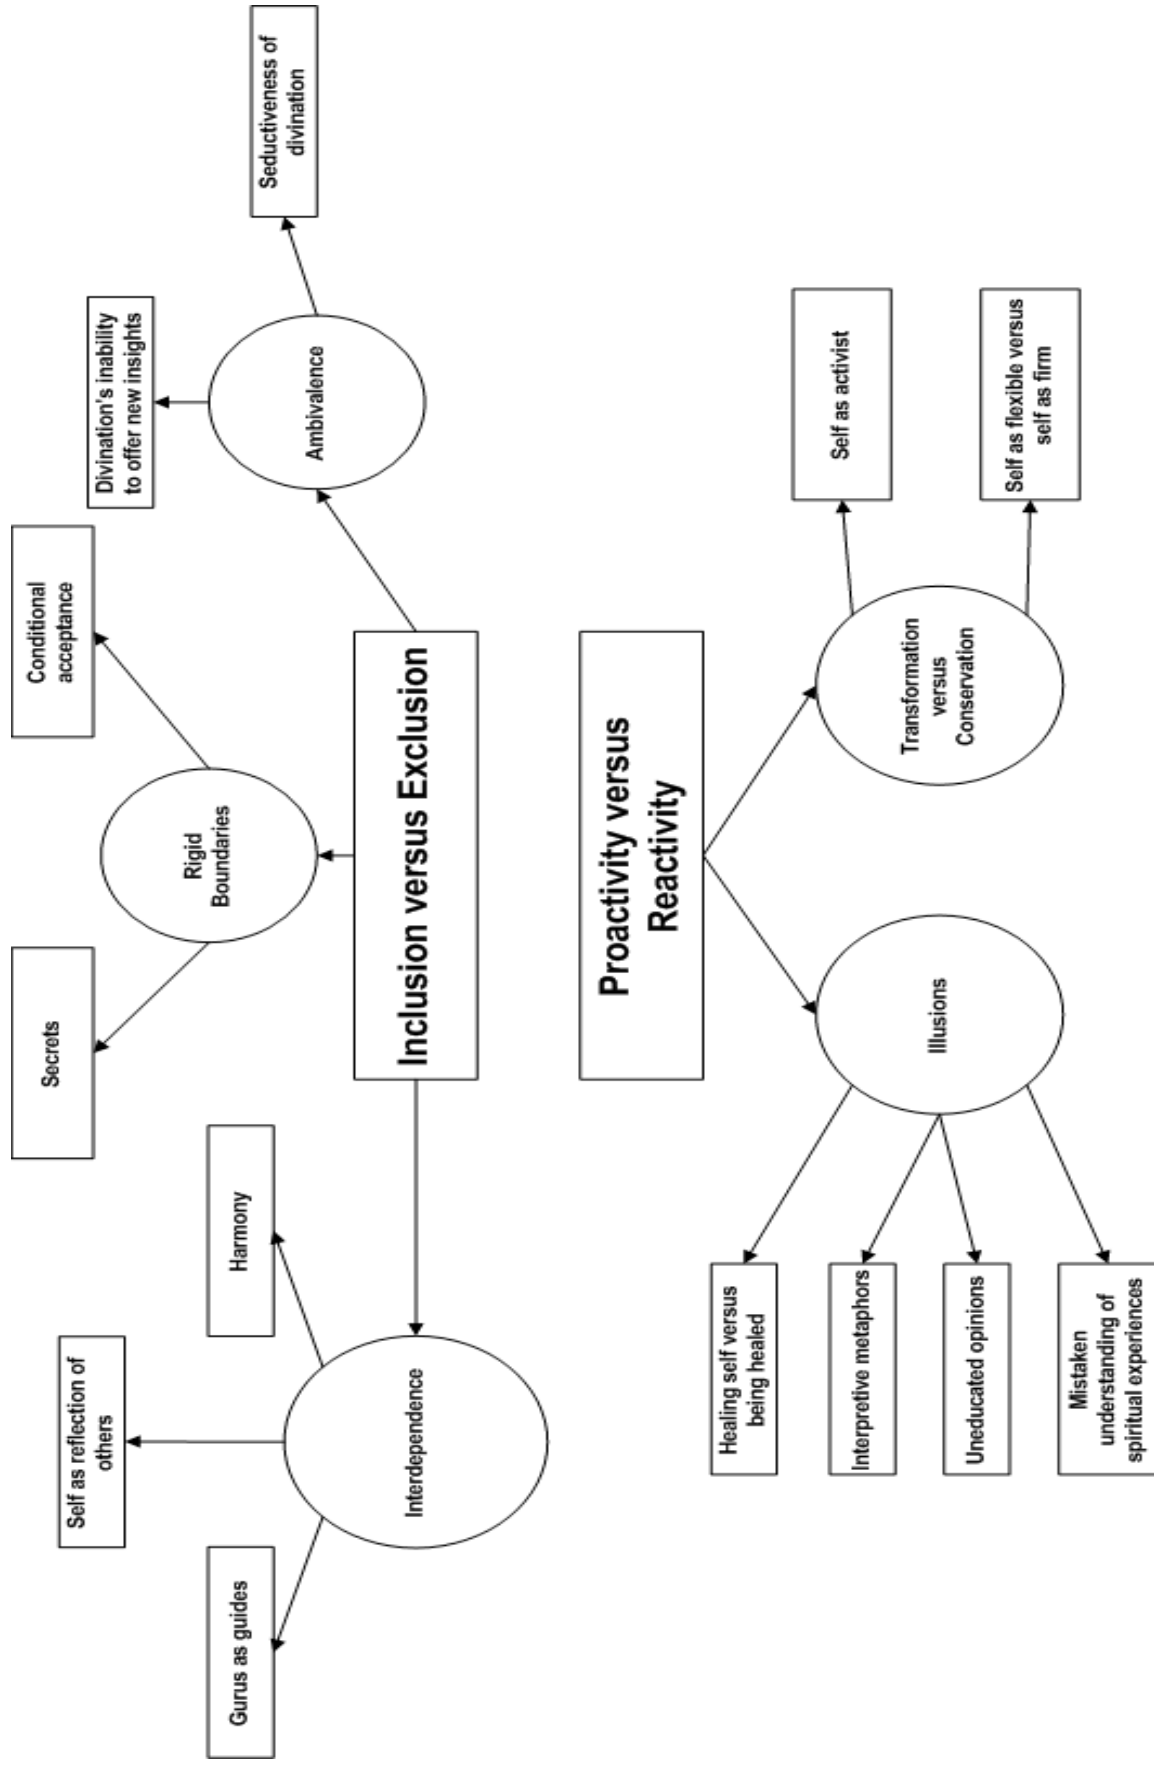 Secrets
Conditional
acceptance
Self as reflection of
others
Rigid
Boundaries
Divination's inability
to offer new insights
Gurus as guides
Harmony
Ambivalence
Seductiveness of
divination
Interdependence
Inclusion versus Exclusion
Proactivity versus
Reactivity
Healing self versus
being healed
Interpretive metaphors
Uneducated opinions
Mistaken
understanding of
spiritual experiences
Illusions
Transformation
versus
Conservation
Self as activist
Self as flexible versus
self as firm